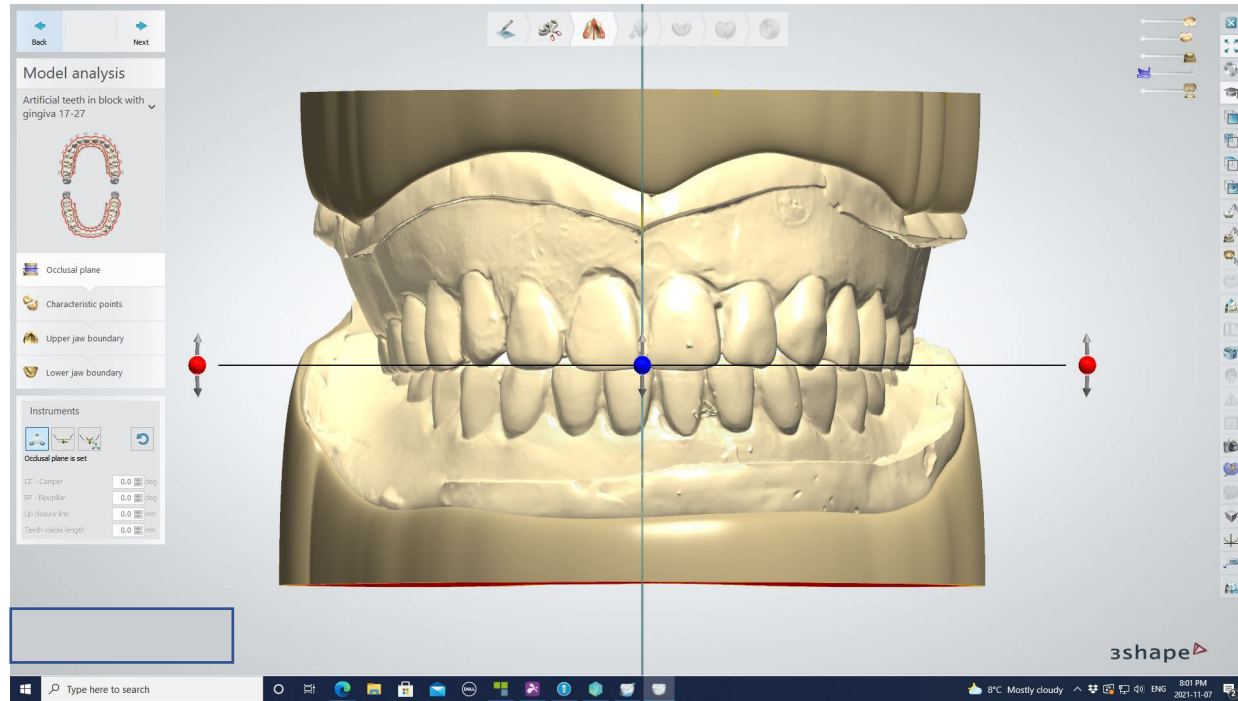 Back
Next
Model analysis
Artificial teeth in block with
gingiva 17-27
Occlusal plane
Characteristic points
Upper jaw boundary
Lower jaw boundary
Instruments
Occlusal plane is set
CE - Camper 0.0 deg
BP - Bipupillar 0.0 deg
Lip closure line 0.0 mm
Teeth visible length 0.0 mm
3shape
Type here to search
DELL
8°C Mostly cloudy
ENG
8:01 PM
2021-11-07
2